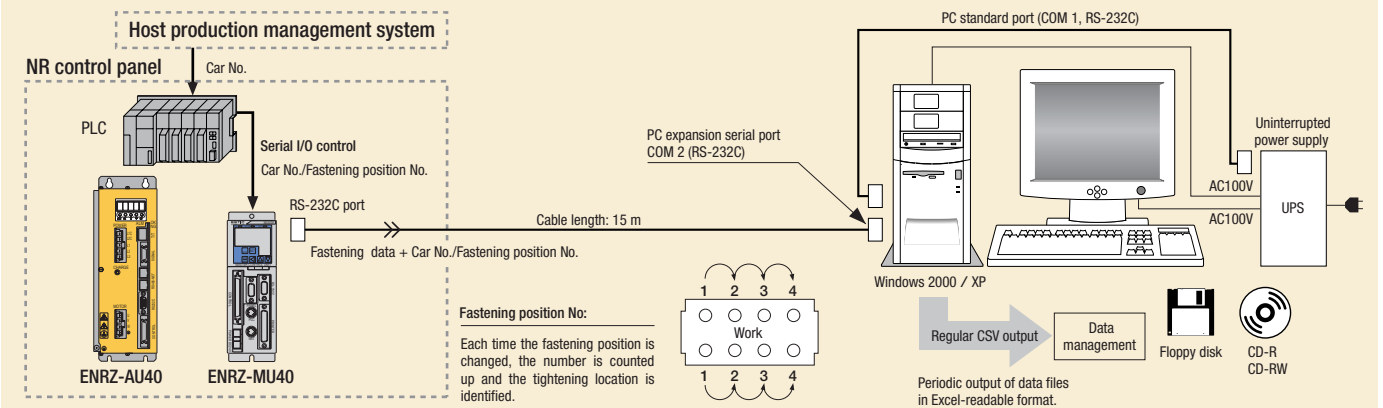 Host production management system
NR control panel
Car No.
PLC
Serial I/O control
Car No./Fastening position No.
RS-232C port
Cable length: 15 m
Fastening data + Car No./Fastening position No.
CHARGE
MOTOR
ENRZ-AU40
ENRZ-MU40
PC standard port (COM 1, RS-232C)
PC expansion serial port
COM 2 (RS-232C)
Uninterrupted
power supply
AC100V
AC100V
UPS
Windows 2000 / XP
Fastening position No:
Each time the fastening position is
changed, the number is counted
up and the tightening location is
identified.
1 2 3 4
Work
1 2 3 4
Regular CSV output
Data
management
Periodic output of data files
in Excel-readable format.
Floppy disk
CD-R
CD-RW